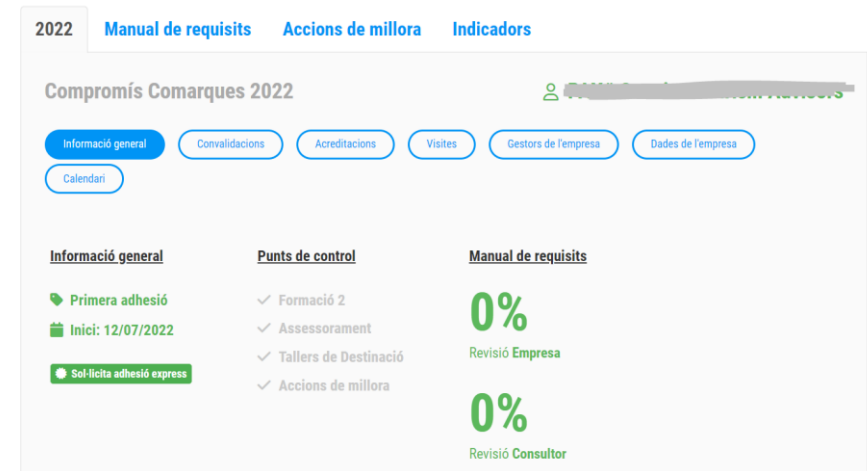 2022 Manual de requisits Accions de millora Indicadors
Compromís Comarques 2022
Informació general Convalidacions Acreditacions Visites Gestors de l'empresa Dades de l'empresa
Calendari
Informació general Punts de control Manual de requisits
Primera adhesió
Inici: 12/07/2022
Sol·licita adhesió express
Formació 2
Assessorament
Tallers de Destinació
Accions de millora
0%
Revisió Empresa
0%
Revisió Consultor